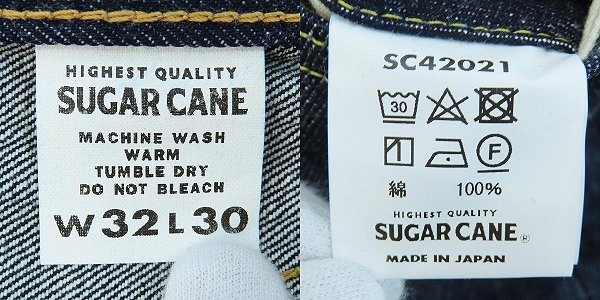 HIGHEST QUALITY
SUGAR CANE
MACHINE WASH
WARM
TUMBLE DRY
DO NOT BLEACH
W32L30
SC42021
30
F
綿 100%
HIGHEST QUALITY
SUGAR CANE®
MADE IN JAPAN